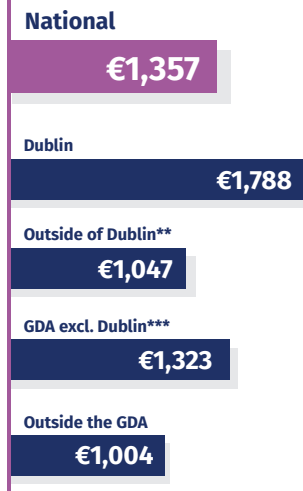 National
€1,357
Dublin
€1,788
Outside of Dublin**
€1,047
GDA excl. Dublin***
€1,323
Outside the GDA
€1,004